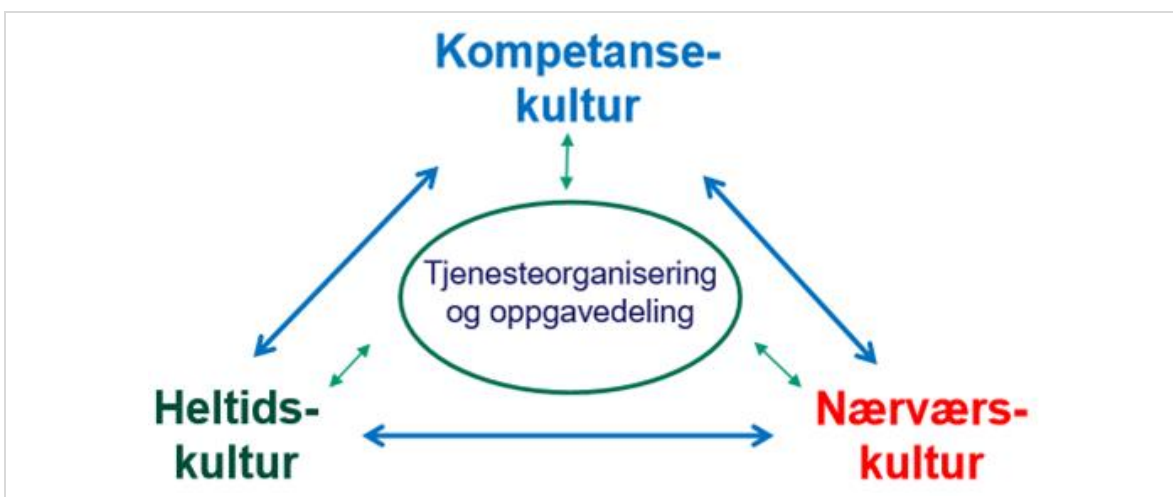 Kompetanse-
kultur
Tjenesteorganisering
og oppgavedeling
Heltids-
kultur
Nærværs-
kultur